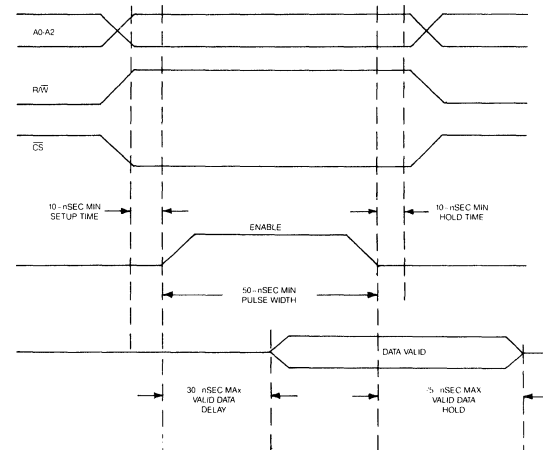 A0-A2
R/W̅
C̅S̅
10-nSEC MIN
SETUP TIME
10-nSEC MIN
HOLD TIME
ENABLE
50-nSEC MIN
PULSE WIDTH
DATA VALID
30 nSEC MAX
VALID DATA
DELAY
nSEC MAX
VALID DATA
HOLD